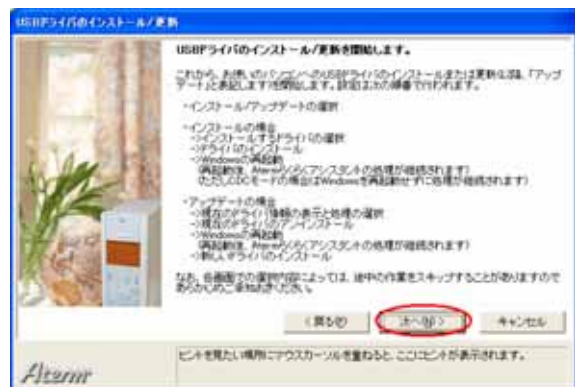 USBドライバのインストール/更新
USBドライバのインストール/更新を開始します。
これから、お使いのパソコンへのUSBドライバのインストールまたは更新(以降、「アップ
デート」と表記します)を開始します。設定は次の順番で行われます。
・インストール/アップデートの選択
・インストールの場合
->インストールするドライバの選択
->ドライバのインストール
->Windowsの再起動
(再起動後、Atermらくらくアシスタントの処理が継続されます)
(ただし、CDCモードの場合はWindowsを再起動せずに処理が継続されます)
・アップデートの場合
->現在のドライバ情報の表示と処理の選択
->現在のドライバのアンインストール
->Windowsの再起動
(再起動後、Atermらくらくアシスタントの処理が継続されます)
->新しいドライバのインストール
なお、各画面での選択内容によっては、途中の作業をスキップすることがありますので
あらかじめご承知おきください。
<戻る(B) 次へ(N)> キャンセル
Aterm
ヒントを見たい場所にマウスカーソルを重ねると、ここにヒントが表示されます。